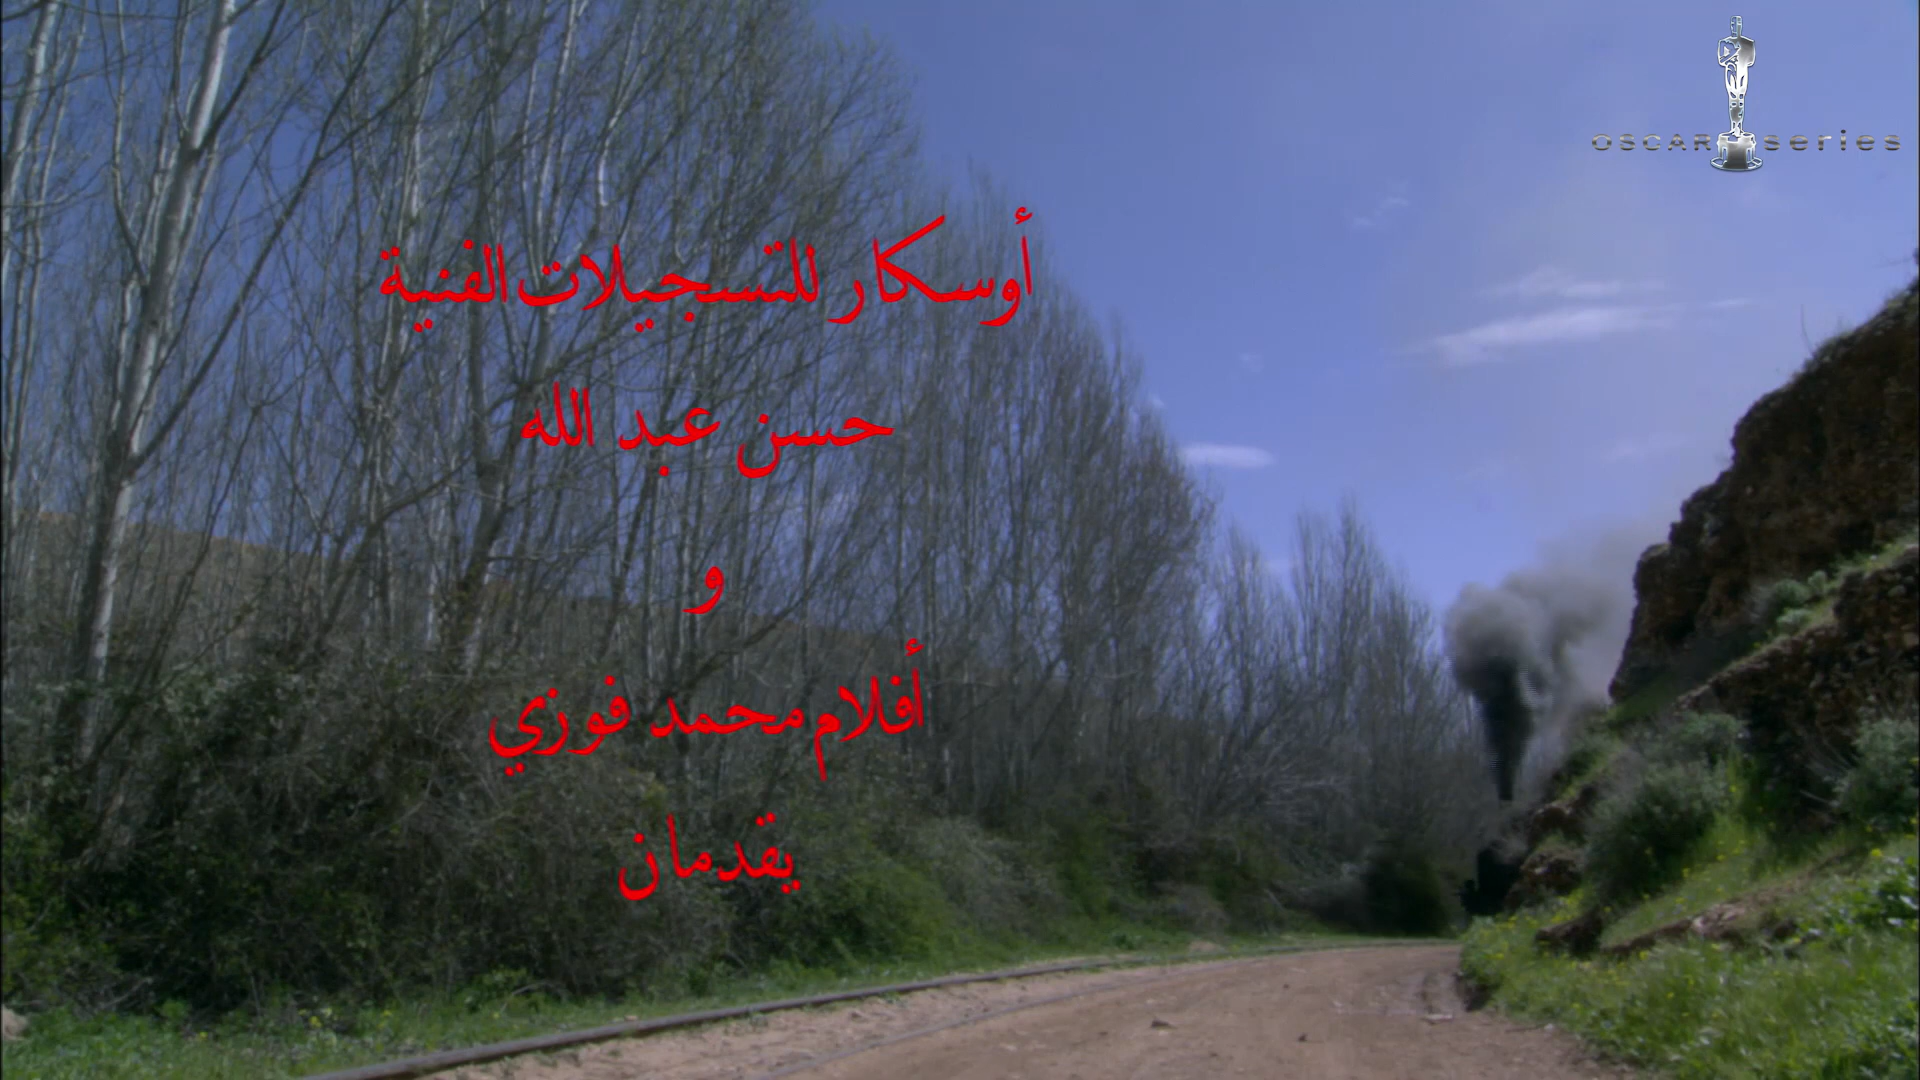 OSCAR series
أوسكار للتسجيلات الفنية
حسن عبد الله
و
أفلام محمد فوزي
يقدمان